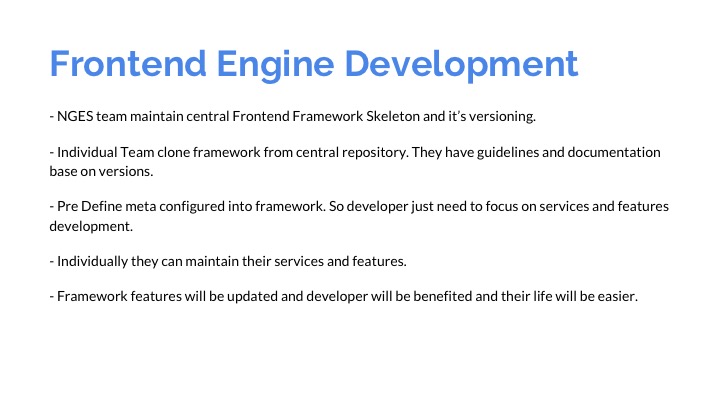 Frontend Engine Development
- NGES team maintain central Frontend Framework Skeleton and it’s versioning.
- Individual Team clone framework from central repository. They have guidelines and documentation
base on versions.
- Pre Define meta configured into framework. So developer just need to focus on services and features
development.
- Individually they can maintain their services and features.
- Framework features will be updated and developer will be benefited and their life will be easier.